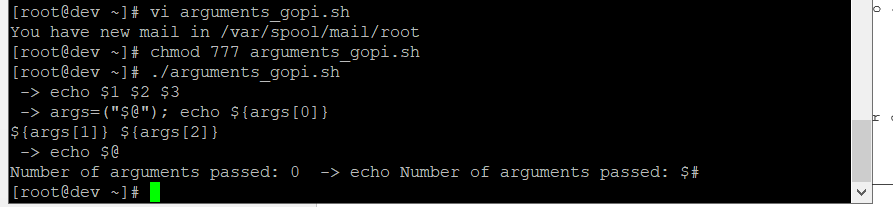 [root@dev ~]# vi arguments_gopi.sh
You have new mail in /var/spool/mail/root
[root@dev ~]# chmod 777 arguments_gopi.sh
[root@dev ~]# ./arguments_gopi.sh
 -> echo $1 $2 $3
 -> args=("$@"); echo ${args[0]}
${args[1]} ${args[2]}
 -> echo $@
Number of arguments passed: 0  -> echo Number of arguments passed: $#
[root@dev ~]#